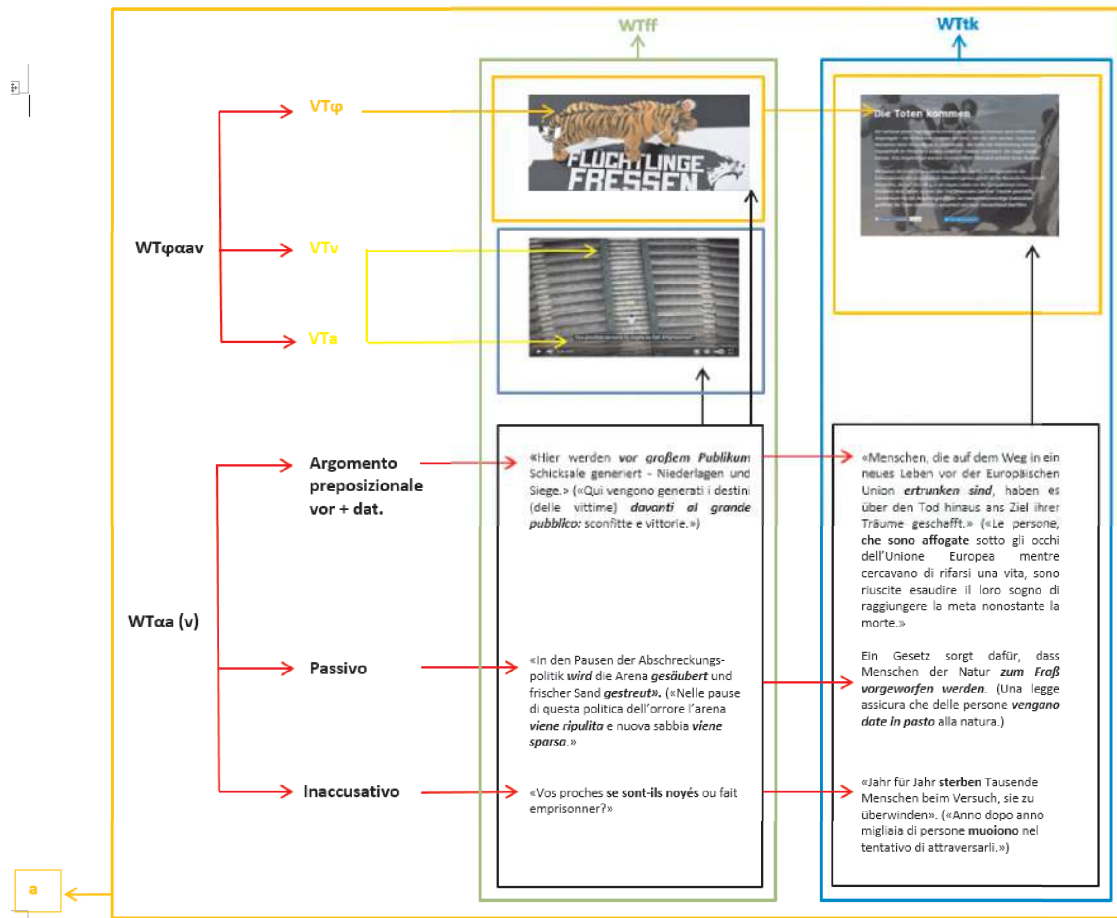 WTff
WTtk
VTφ
FLÜCHTLINGE
FRESSEN
Die Toten kommen
WTφαav
VTν
VTa
Argomento
preposizionale
vor + dat.
«Hier werden vor großem Publikum
Schicksale generiert - Niederlagen und
Siege.» («Qui vengono generati i destini
(delle vittime) davanti al grande
pubblico: sconfitte e vittorie.»)
«Menschen, die auf dem Weg in ein
neues Leben vor der Europäischen
Union ertrunken sind, haben es
über den Tod hinaus ans Ziel ihrer
Träume geschafft.» («Le persone,
che sono affogate sotto gli occhi
dell'Unione Europea mentre
cercavano di rifarsi una vita, sono
riuscite esaudire il loro sogno di
raggiungere la meta nonostante la
morte.»
WTαa (v)
Passivo
«In den Pausen der Abschreckungs-
politik wird die Arena gesäubert und
frischer Sand gestreut». («Nelle pause
di questa politica dell'orrore l'arena
viene ripulita e nuova sabbia viene
sparsa.»
Ein Gesetz sorgt dafür, dass
Menschen der Natur zum Fraß
vorgeworfen werden. (Una legge
assicura che delle persone vengano
date in pasto alla natura.)
Inaccusativo
«Vos proches se sont-ils noyés ou fait
emprisonner?»
«Jahr für Jahr sterben Tausende
Menschen beim Versuch, sie zu
überwinden». («Anno dopo anno
migliaia di persone muoiono nel
tentativo di attraversarli.»)
a